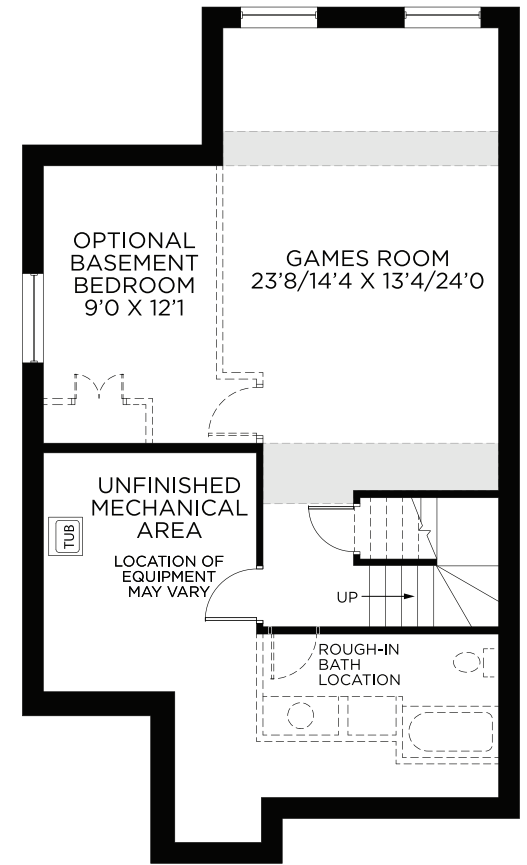 OPTIONAL
BASEMENT
BEDROOM
9'0 X 12'1
GAMES ROOM
23'8/14'4 X 13'4/24'0
UNFINISHED
MECHANICAL
AREA
LOCATION OF
EQUIPMENT
MAY VARY
TUB
UP
ROUGH-IN
BATH
LOCATION